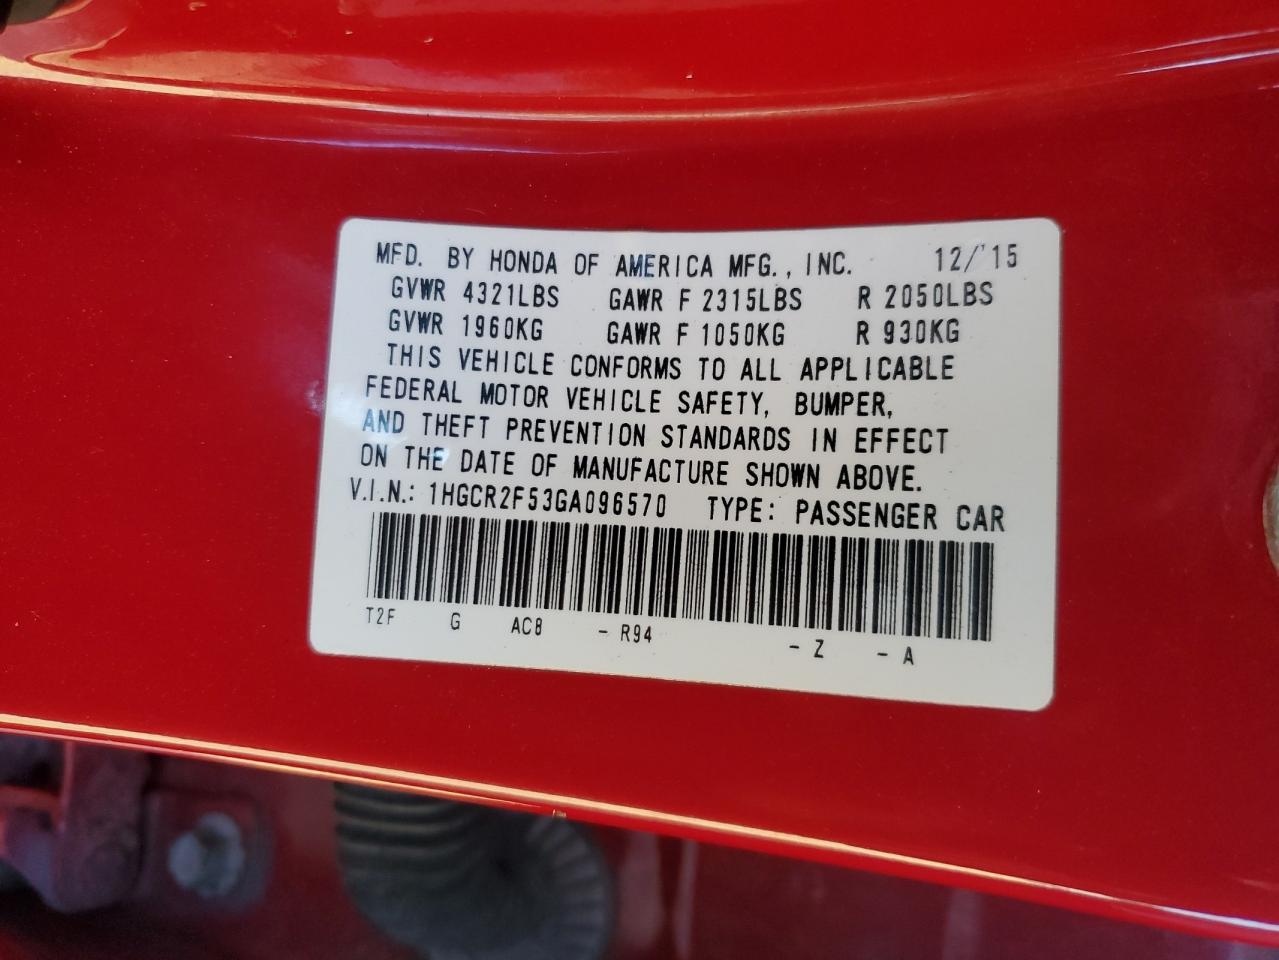 MFD. BY HONDA OF AMERICA MFG., INC. 12/'15
GVWR 4321LBS GAWR F 2315LBS R 2050LBS
GVWR 1960KG GAWR F 1050KG R 930KG
THIS VEHICLE CONFORMS TO ALL APPLICABLE
FEDERAL MOTOR VEHICLE SAFETY, BUMPER,
AND THEFT PREVENTION STANDARDS IN EFFECT
ON THE DATE OF MANUFACTURE SHOWN ABOVE.
V.I.N.: 1HGCR2F53GA096570 TYPE: PASSENGER CAR
T2F G AC8 - R94 - Z - A